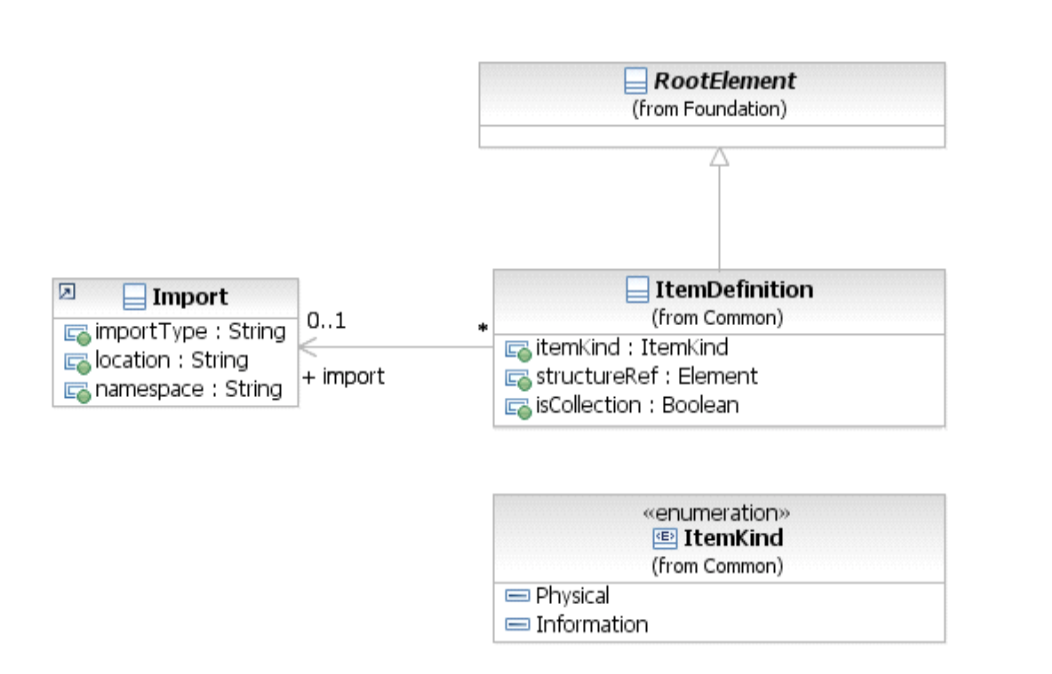 RootElement
(from Foundation)
Import
importType : String
location : String
namespace : String
0..1
+ import
*
ItemDefinition
(from Common)
itemKind : ItemKind
structureRef : Element
isCollection : Boolean
«enumeration»
<E> ItemKind
(from Common)
Physical
Information